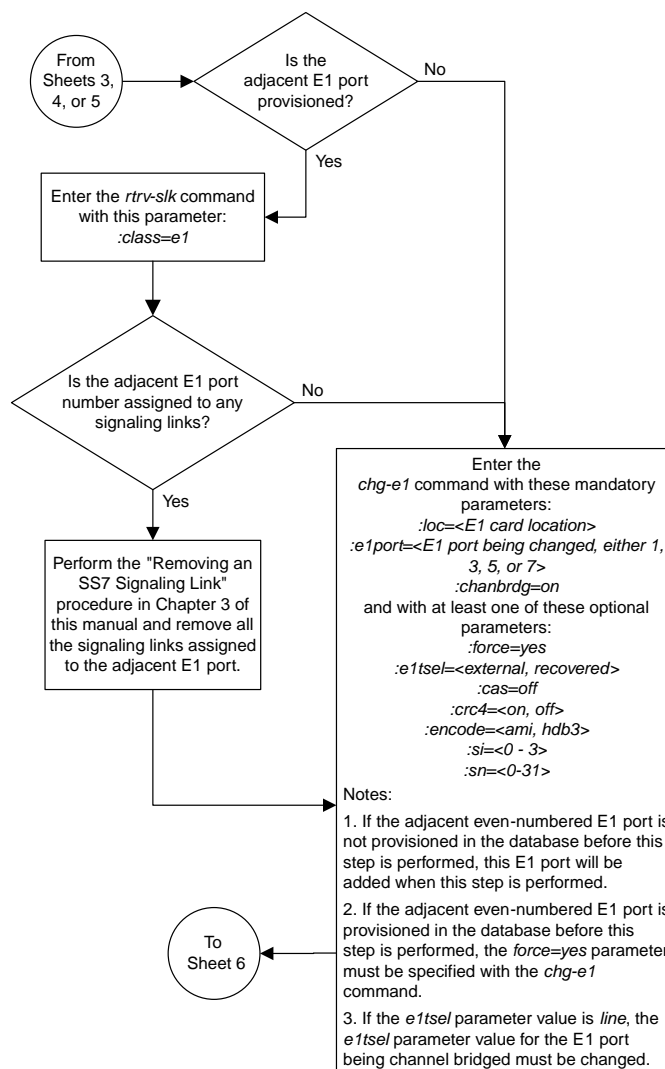 From
Sheets 3,
4, or 5
Is the
adjacent E1 port
provisioned?
No
Yes
Enter the rtrv-slk command
with this parameter:
:class=e1
Is the adjacent E1 port
number assigned to any
signaling links?
No
Yes
Perform the "Removing an
SS7 Signaling Link"
procedure in Chapter 3 of
this manual and remove all
the signaling links assigned
to the adjacent E1 port.
Enter the
chg-e1 command with these mandatory
parameters:
:loc=<E1 card location>
:e1port=<E1 port being changed, either 1,
3, 5, or 7>
:chanbrdg=on
and with at least one of these optional
parameters:
:force=yes
:e1tsel=<external, recovered>
:cas=off
:crc4=<on, off>
:encode=<ami, hdb3>
:si=<0 - 3>
:sn=<0-31>
Notes:
1. If the adjacent even-numbered E1 port is
not provisioned in the database before this
step is performed, this E1 port will be
added when this step is performed.
2. If the adjacent even-numbered E1 port is
provisioned in the database before this
step is performed, the force=yes parameter
must be specified with the chg-e1
command.
3. If the e1tsel parameter value is line, the
e1tsel parameter value for the E1 port
being channel bridged must be changed.
To
Sheet 6